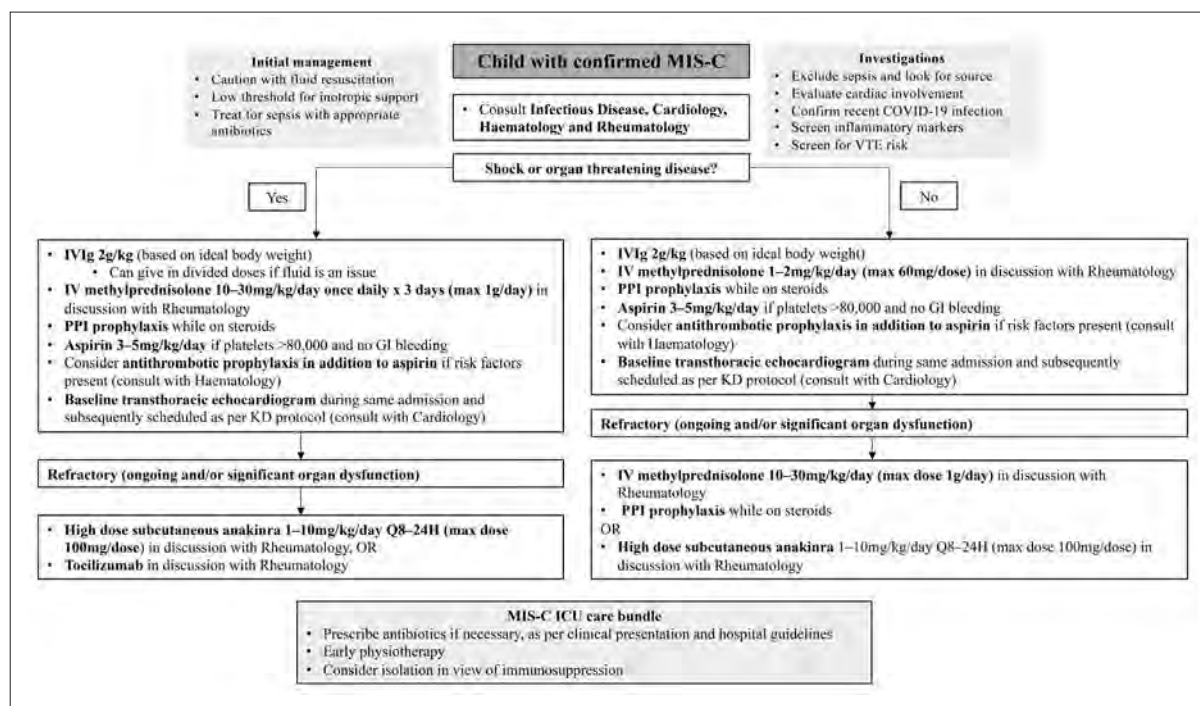 Initial management
• Caution with fluid resuscitation
• Low threshold for inotropic support
• Treat for sepsis with appropriate
antibiotics
Child with confirmed MIS-C
• Consult Infectious Disease, Cardiology,
Haematology and Rheumatology
Investigations
• Exclude sepsis and look for source
• Evaluate cardiac involvement
• Confirm recent COVID-19 infection
• Screen inflammatory markers
• Screen for VTE risk
Shock or organ threatening disease?
Yes
No
• IVIg 2g/kg (based on ideal body weight)
• Can give in divided doses if fluid is an issue
• IV methylprednisolone 10–30mg/kg/day once daily x 3 days (max 1g/day) in
discussion with Rheumatology
• PPI prophylaxis while on steroids
• Aspirin 3–5mg/kg/day if platelets >80,000 and no GI bleeding
• Consider antithrombotic prophylaxis in addition to aspirin if risk factors
present (consult with Haematology)
• Baseline transthoracic echocardiogram during same admission and
subsequently scheduled as per KD protocol (consult with Cardiology)
Refractory (ongoing and/or significant organ dysfunction)
• High dose subcutaneous anakinra 1–10mg/kg/day Q8–24H (max dose
100mg/dose) in discussion with Rheumatology, OR
• Tocilizumab in discussion with Rheumatology
• IVIg 2g/kg (based on ideal body weight)
• IV methylprednisolone 1–2mg/kg/day (max 60mg/dose) in discussion with Rheumatology
• PPI prophylaxis while on steroids
• Aspirin 3–5mg/kg/day if platelets >80,000 and no GI bleeding
• Consider antithrombotic prophylaxis in addition to aspirin if risk factors present (consult
with Haematology)
• Baseline transthoracic echocardiogram during same admission and subsequently
scheduled as per KD protocol (consult with Cardiology)
Refractory (ongoing and/or significant organ dysfunction)
• IV methylprednisolone 10–30mg/kg/day (max dose 1g/day) in discussion with
Rheumatology
• PPI prophylaxis while on steroids
OR
• High dose subcutaneous anakinra 1–10mg/kg/day Q8–24H (max dose 100mg/dose) in
discussion with Rheumatology
MIS-C ICU care bundle
• Prescribe antibiotics if necessary, as per clinical presentation and hospital guidelines
• Early physiotherapy
• Consider isolation in view of immunosuppression